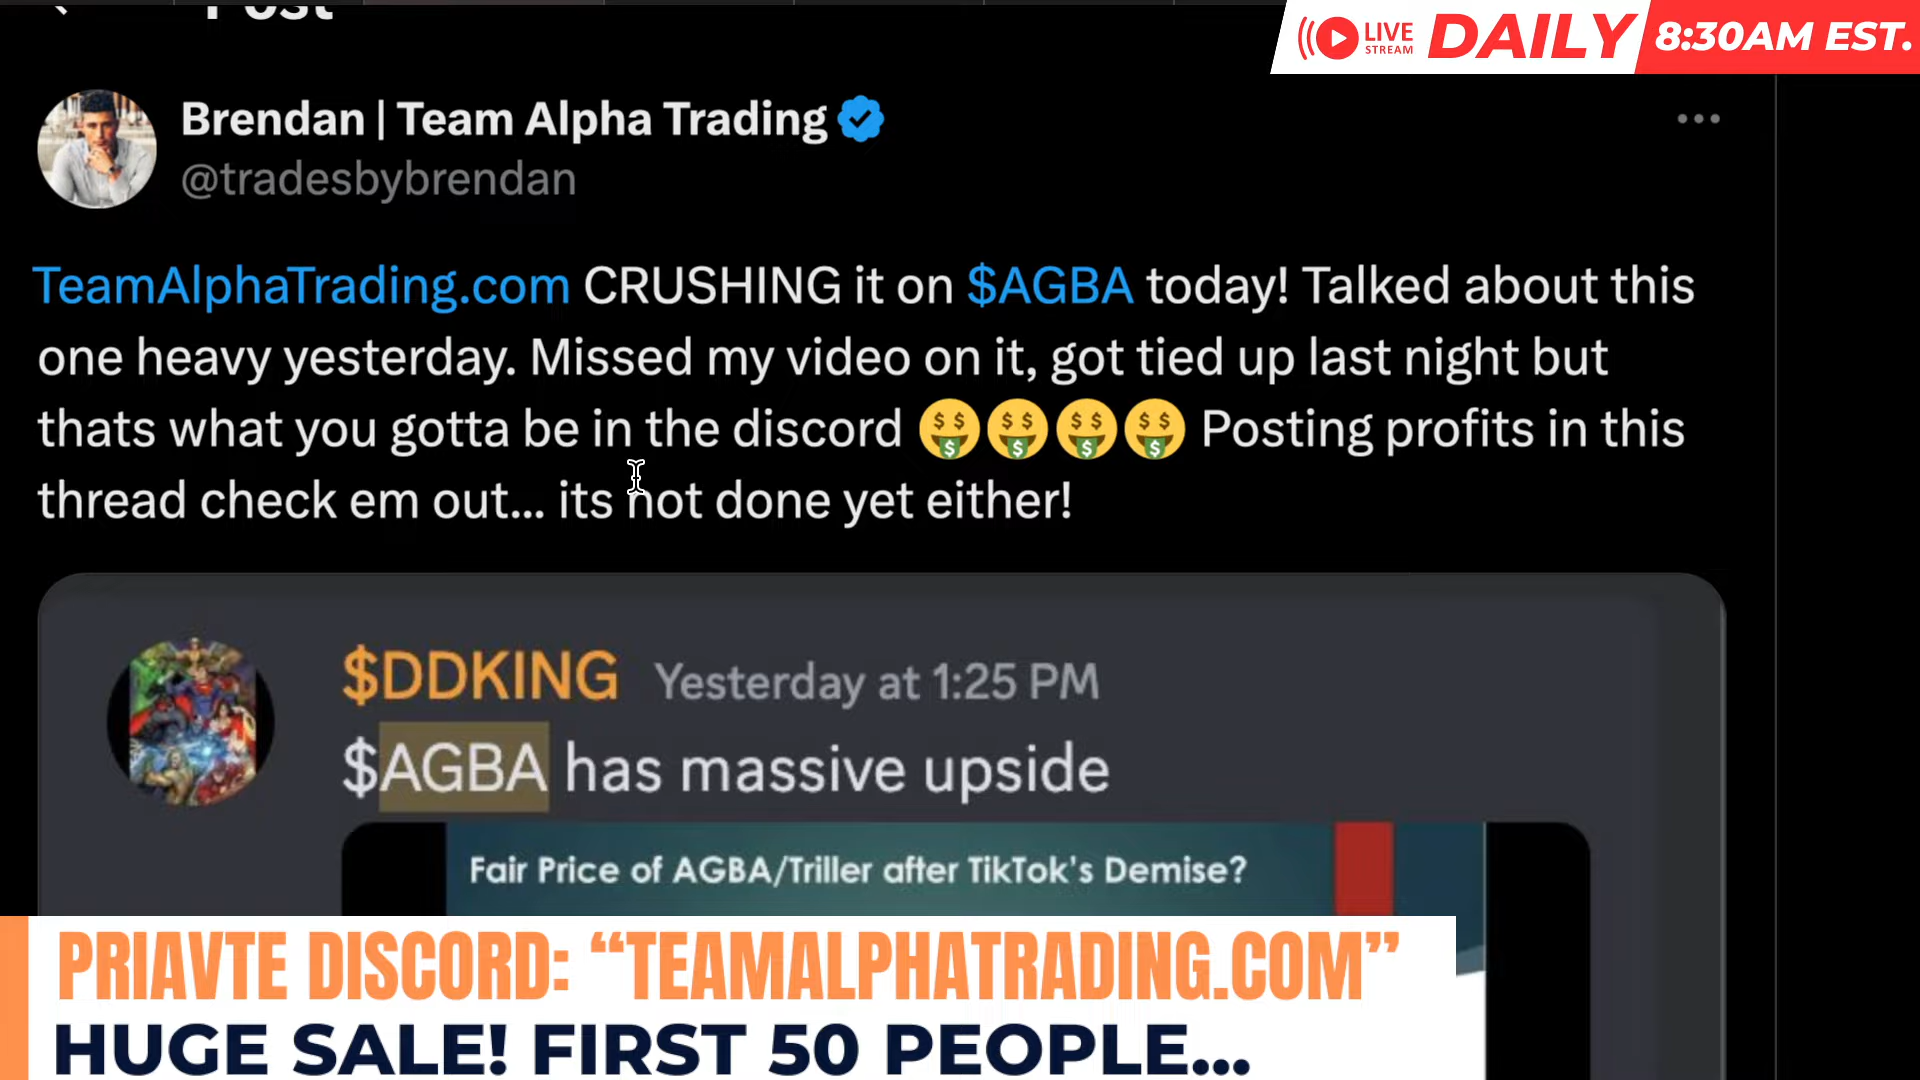 Post
LIVE
STREAM
DAILY
8:30AM EST.
Brendan | Team Alpha Trading
@tradesbybrendan
TeamAlphaTrading.com CRUSHING it on $AGBA today! Talked about this
one heavy yesterday. Missed my video on it, got tied up last night but
thats what you gotta be in the discord 🤑🤑🤑🤑 Posting profits in this
thread check em out... its not done yet either!
$DDKING Yesterday at 1:25 PM
$AGBA has massive upside
Fair Price of AGBA/Triller after TikTok's Demise?
PRIAVTE DISCORD: “TEAMALPHATRADING.COM”
HUGE SALE! FIRST 50 PEOPLE...